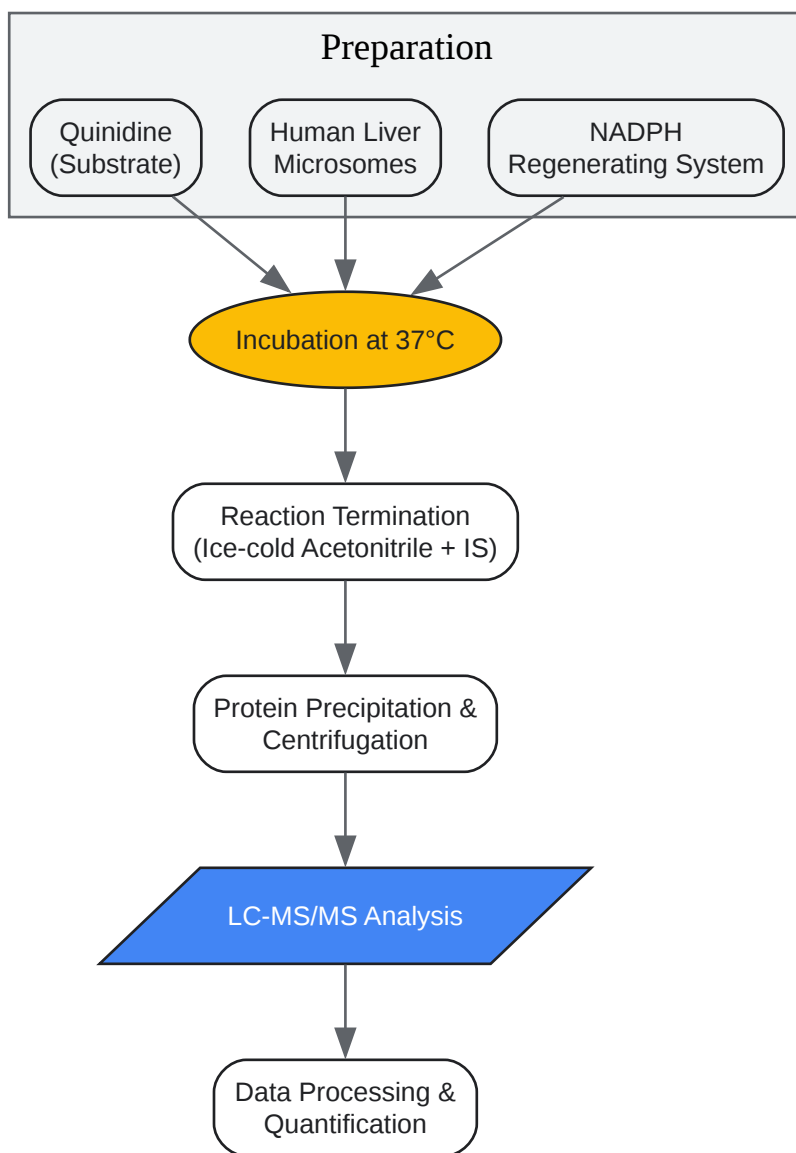 Preparation
Quinidine
(Substrate)
Human Liver
Microsomes
NADPH
Regenerating System
Incubation at 37°C
Reaction Termination
(Ice-cold Acetonitrile + IS)
Protein Precipitation &
Centrifugation
LC-MS/MS Analysis
Data Processing &
Quantification